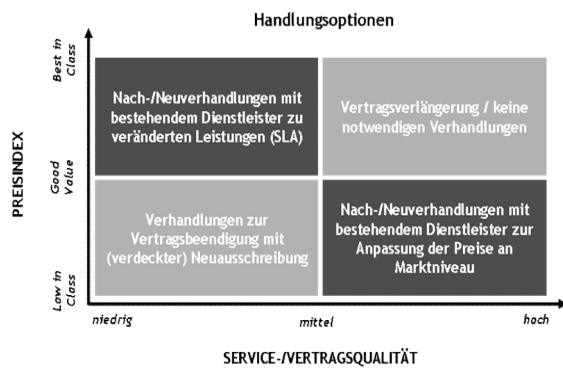 Handlungsoptionen
PREISINDEX
Best in
Class
Good
Value
Low in
Class
Nach-/Neuverhandlungen mit
bestehendem Dienstleister zu
veränderten Leistungen (SLA)
Vertragsverlängerung / keine
notwendigen Verhandlungen
Verhandlungen zur
Vertragsbeendigung mit
(verdeckter) Neuausschreibung
Nach-/Neuverhandlungen mit
bestehendem Dienstleister zur
Anpassung der Preise an
Marktniveau
niedrig
mittel
hoch
SERVICE-/VERTRAGSQUALITÄT